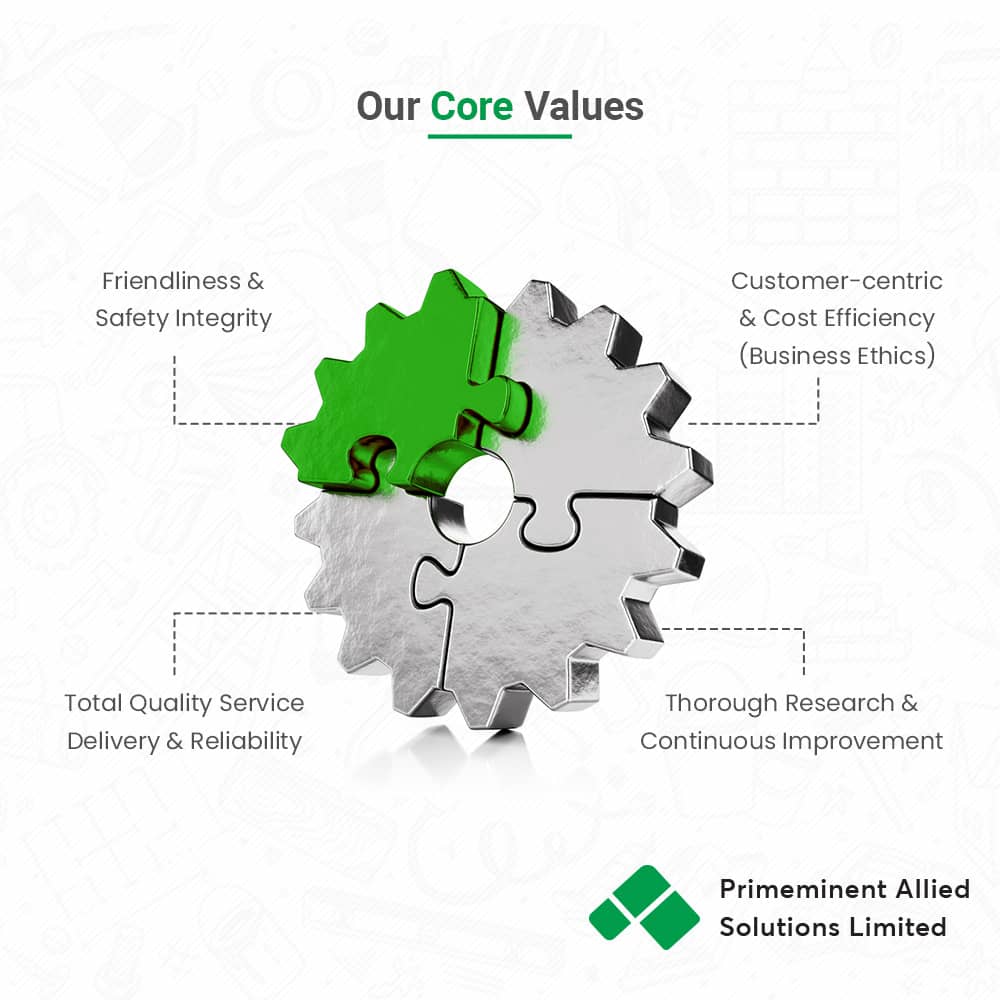 Our Core Values
Friendliness &
Safety Integrity
Customer-centric
& Cost Efficiency
(Business Ethics)
Total Quality Service
Delivery & Reliability
Thorough Research &
Continuous Improvement
Primeminent Allied
Solutions Limited